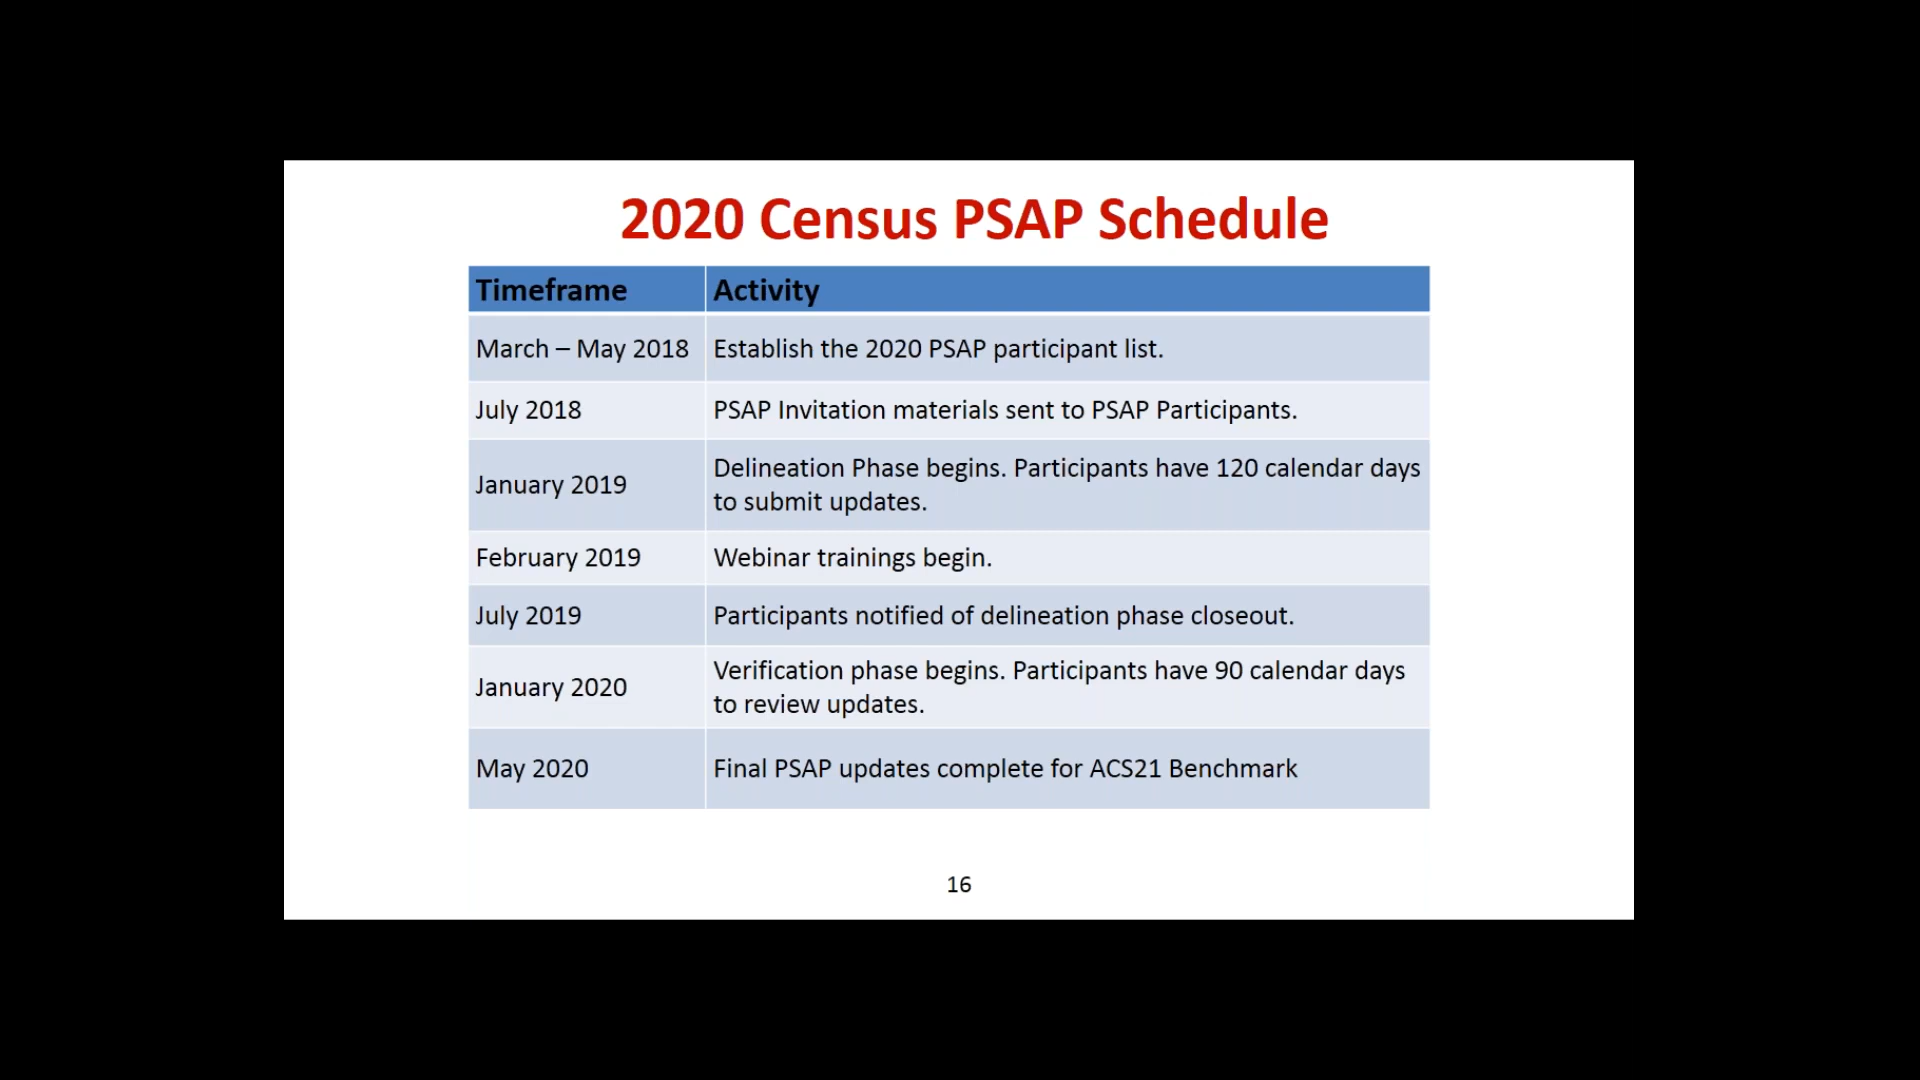 2020 Census PSAP Schedule
Timeframe Activity
March – May 2018 Establish the 2020 PSAP participant list.
July 2018 PSAP Invitation materials sent to PSAP Participants.
January 2019 Delineation Phase begins. Participants have 120 calendar days
to submit updates.
February 2019 Webinar trainings begin.
July 2019 Participants notified of delineation phase closeout.
January 2020 Verification phase begins. Participants have 90 calendar days
to review updates.
May 2020 Final PSAP updates complete for ACS21 Benchmark
16